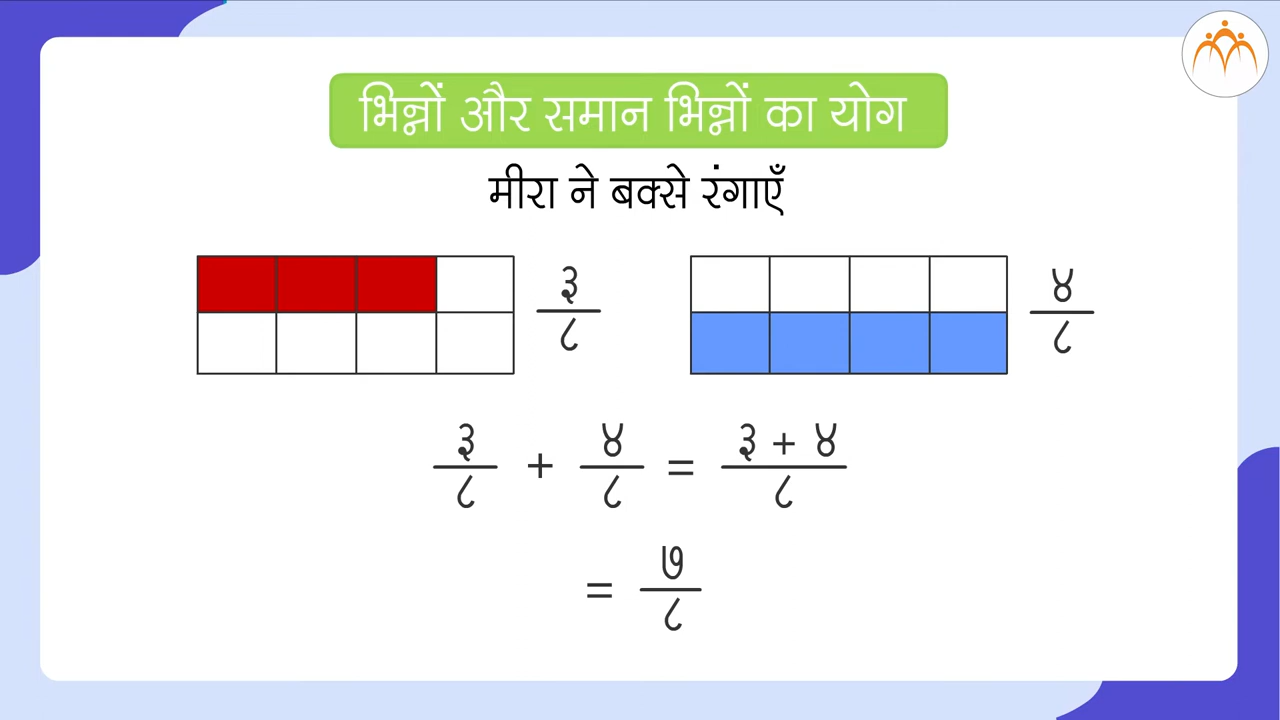 भिन्नों और समान भिन्नों का योग
मीरा ने बक्से रंगाएँ
३/८ ४/८
३/८ + ४/८ = ३ + ४/८
= ७/८